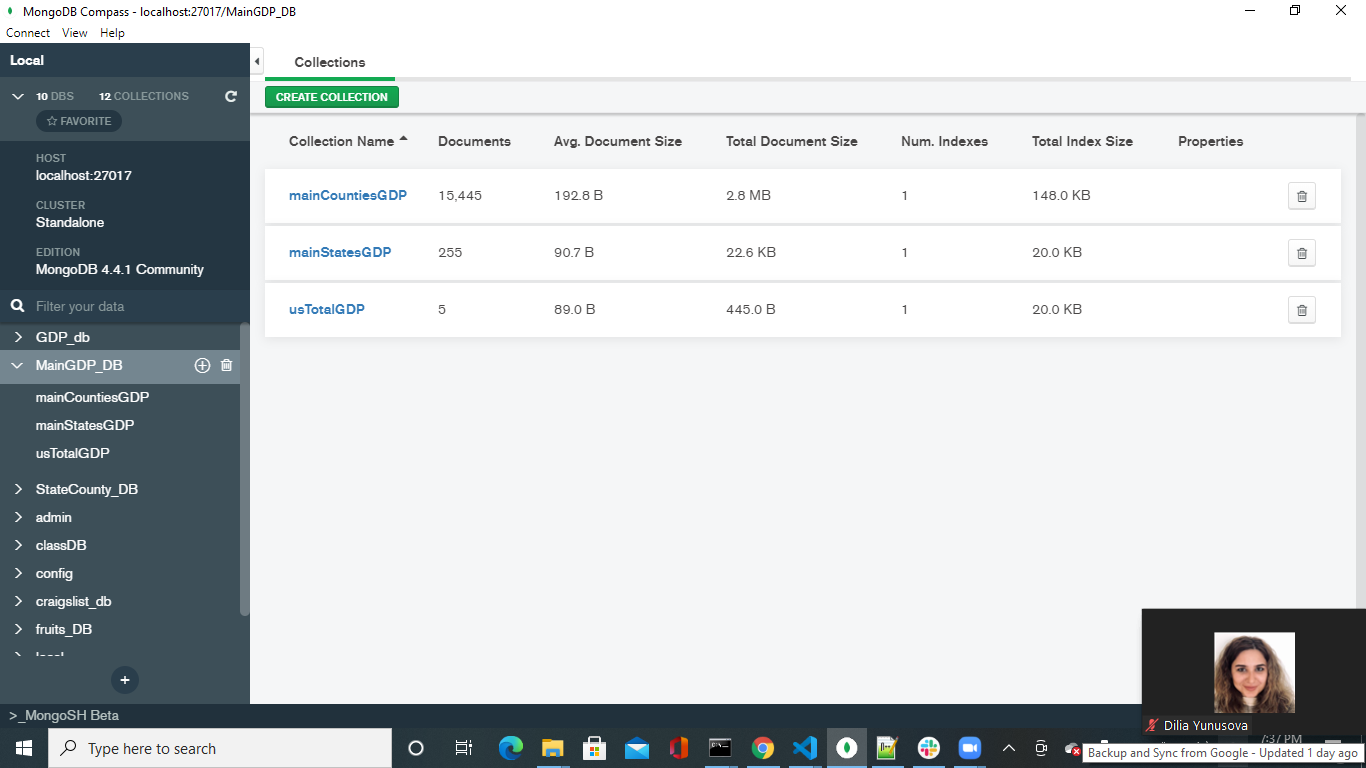 MongoDB Compass - localhost:27017/MainGDP_DB
Connect View Help
Local
10 DBS 12 COLLECTIONS
FAVORITE
HOST
localhost:27017
CLUSTER
Standalone
EDITION
MongoDB 4.4.1 Community
Filter your data
GDP_db
MainGDP_DB
mainCountiesGDP
mainStatesGDP
usTotalGDP
StateCounty_DB
admin
classDB
config
craigslist_db
fruits_DB
local
>_MongoSH Beta
Collections
CREATE COLLECTION
Collection Name Documents Avg. Document Size Total Document Size Num. Indexes Total Index Size Properties
mainCountiesGDP 15,445 192.8 B 2.8 MB 1 148.0 KB
mainStatesGDP 255 90.7 B 22.6 KB 1 20.0 KB
usTotalGDP 5 89.0 B 445.0 B 1 20.0 KB
Dilia Yunusova
Type here to search
7:37 PM
Backup and Sync from Google - Updated 1 day ago